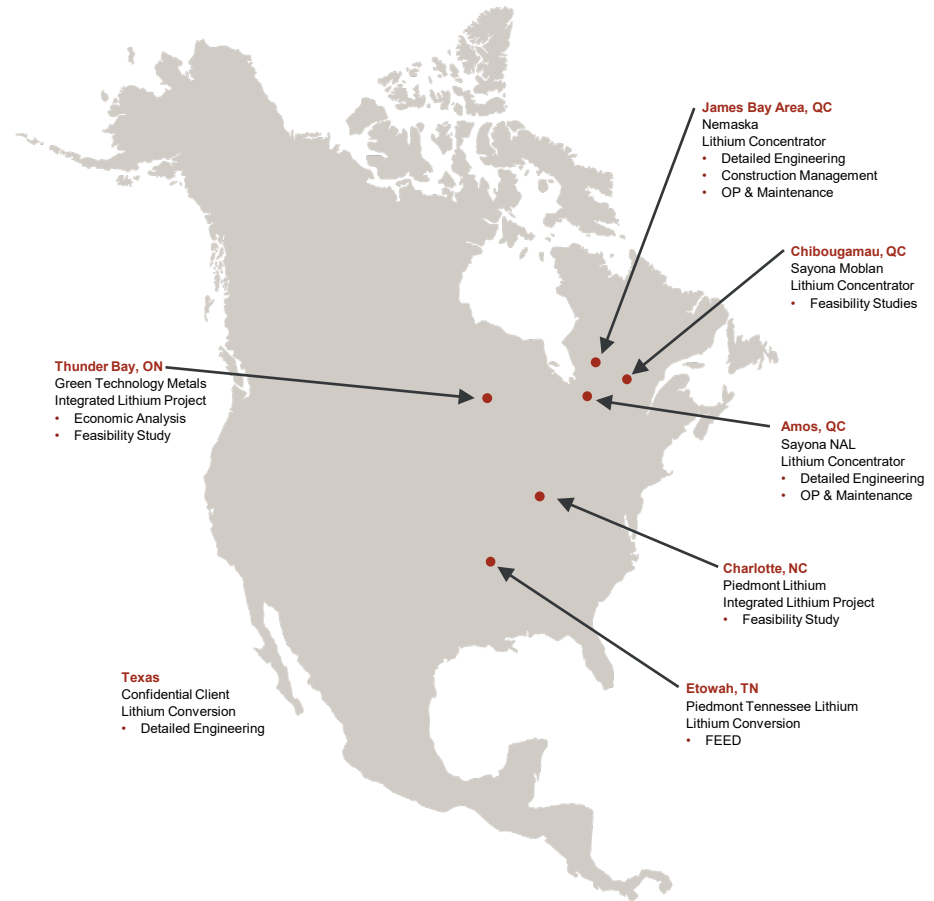 James Bay Area, QC
Nemaska
Lithium Concentrator
• Detailed Engineering
• Construction Management
• OP & Maintenance
Chibougamau, QC
Sayona Moblan
Lithium Concentrator
• Feasibility Studies
Thunder Bay, ON
Green Technology Metals
Integrated Lithium Project
• Economic Analysis
• Feasibility Study
Amos, QC
Sayona NAL
Lithium Concentrator
• Detailed Engineering
• OP & Maintenance
Charlotte, NC
Piedmont Lithium
Integrated Lithium Project
• Feasibility Study
Texas
Confidential Client
Lithium Conversion
• Detailed Engineering
Etowah, TN
Piedmont Tennessee Lithium
Lithium Conversion
• FEED